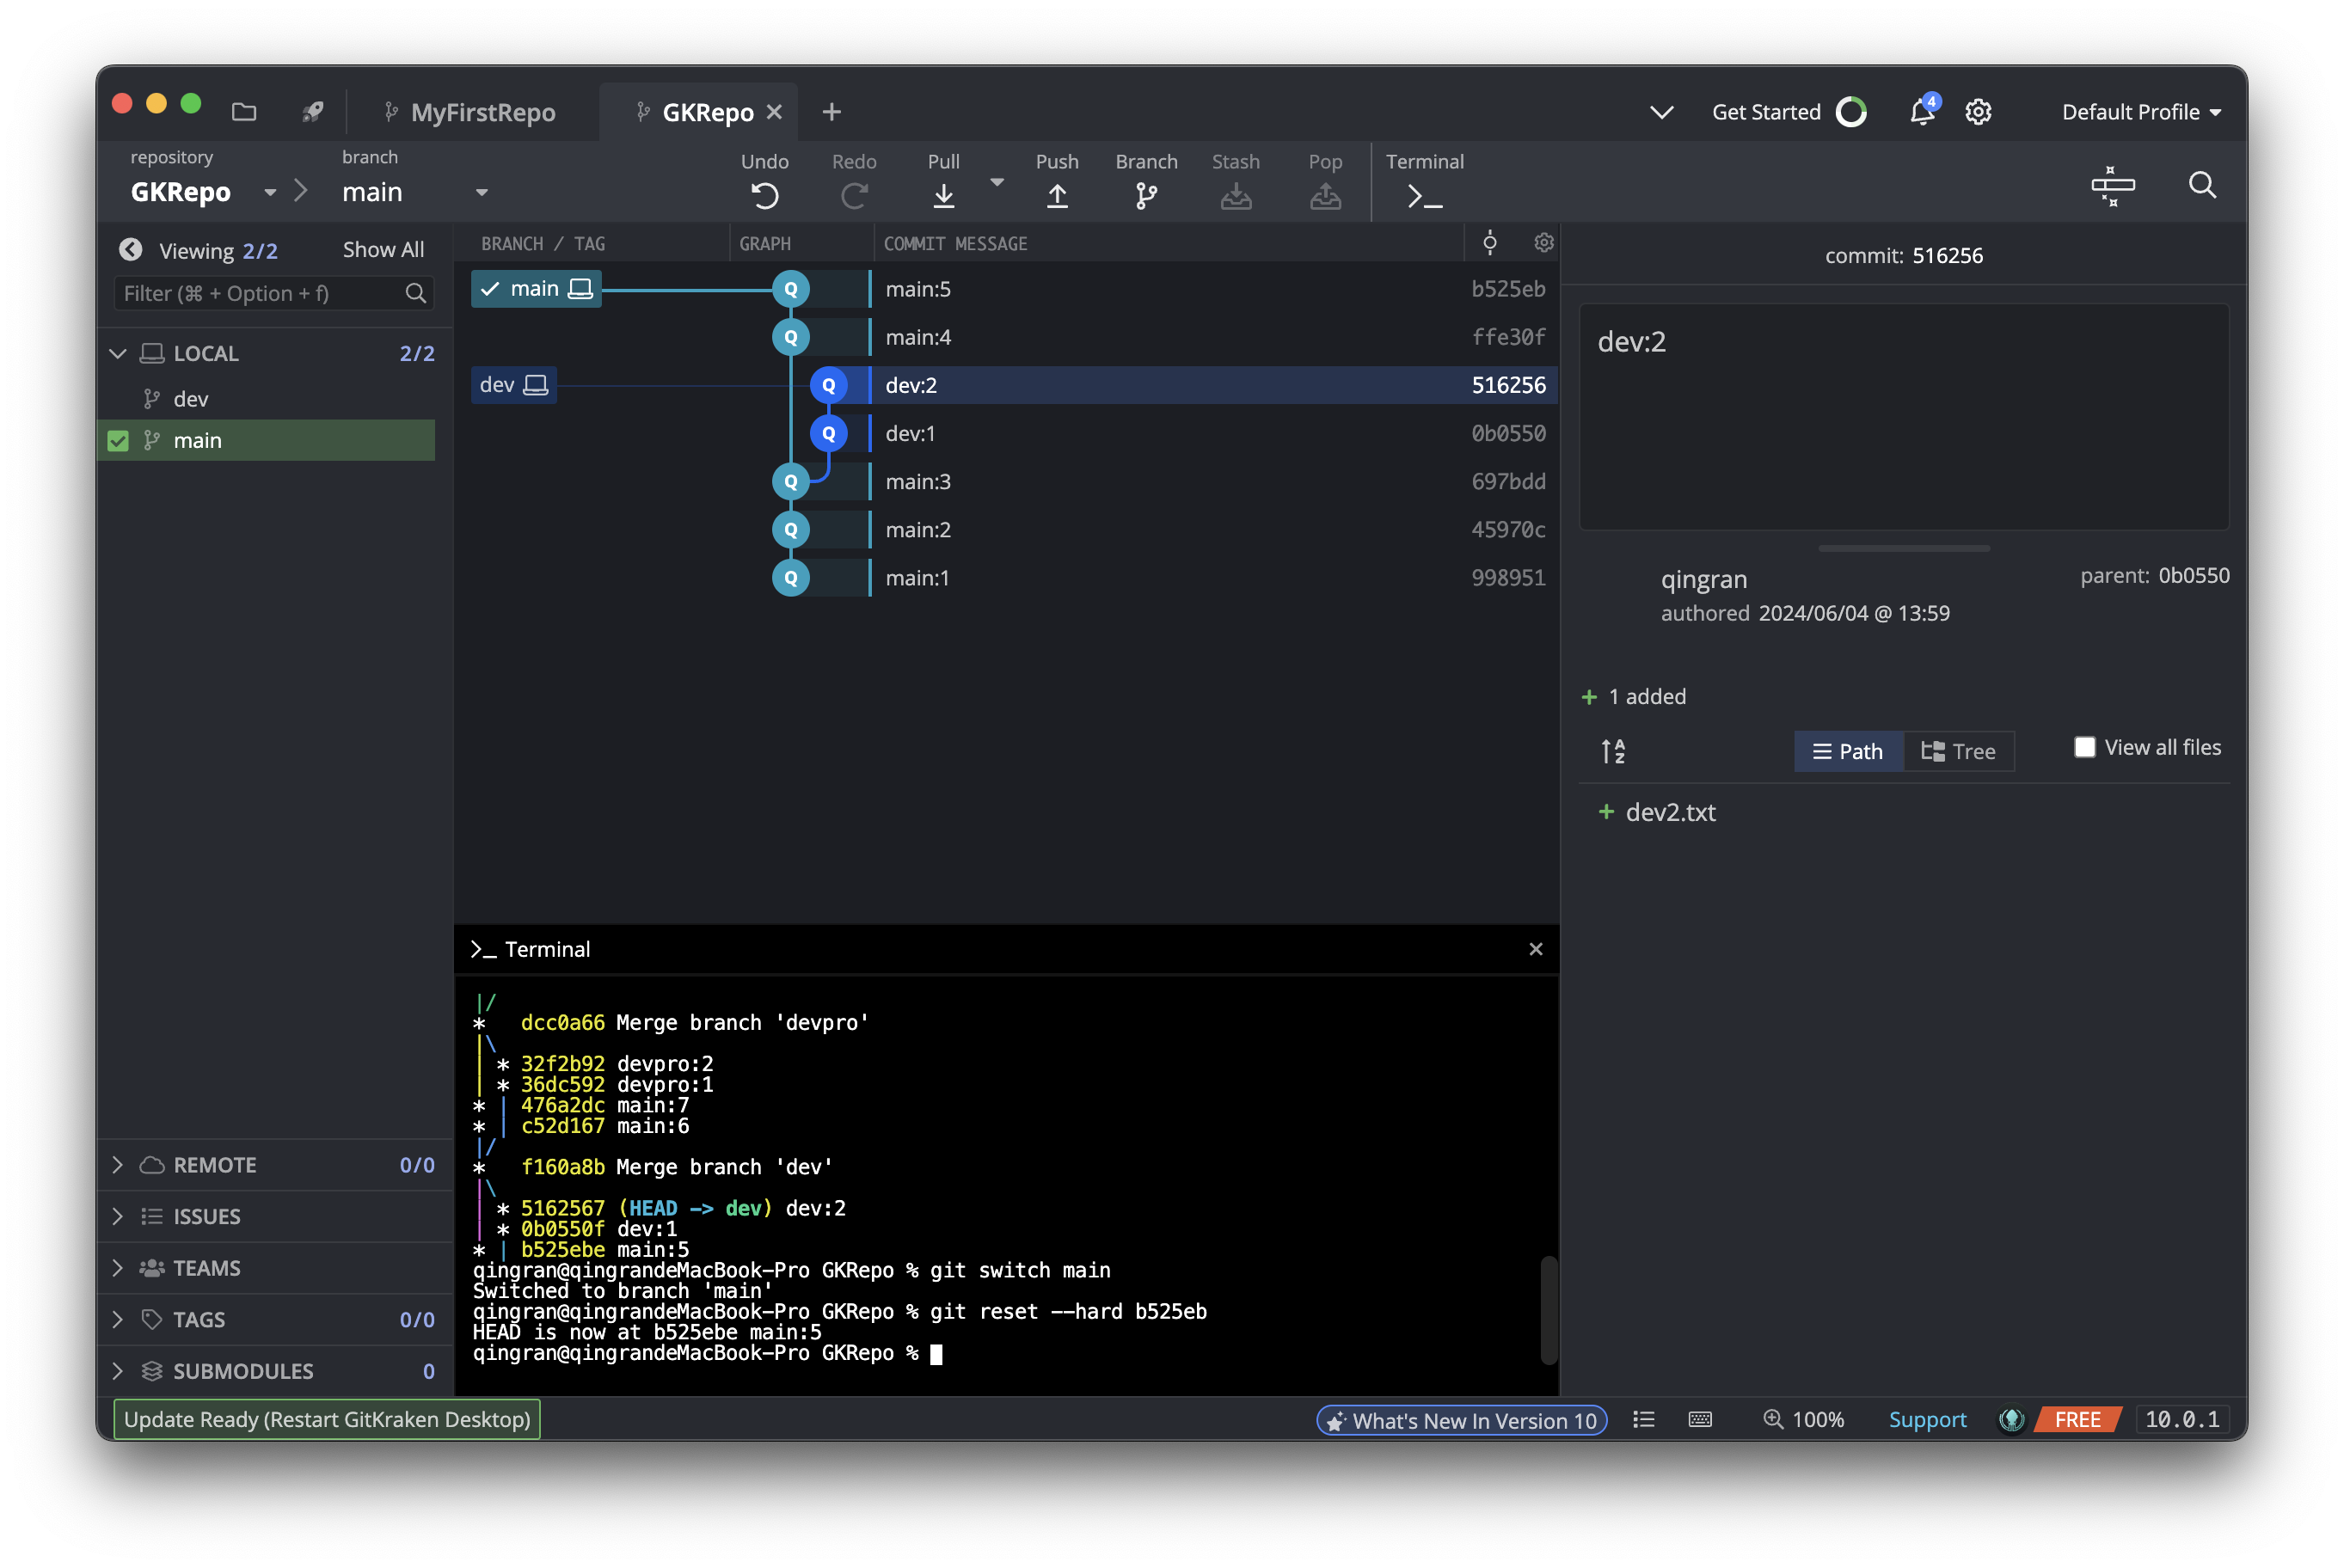 MyFirstRepo
GKRepo
Get Started
4
Default Profile
repository
GKRepo
branch
main
Undo
Redo
Pull
Push
Branch
Stash
Pop
Terminal
Viewing 2/2
Show All
Filter (⌘ + Option + f)
LOCAL 2/2
dev
main
REMOTE 0/0
ISSUES
TEAMS
TAGS 0/0
SUBMODULES 0
BRANCH / TAG GRAPH COMMIT MESSAGE
main Q main:5 b525eb
Q main:4 ffe30f
dev Q dev:2 516256
Q dev:1 0b0550
Q main:3 697bdd
Q main:2 45970c
Q main:1 998951
>_ Terminal
|/
* dcc0a66 Merge branch 'devpro'
|\
| * 32f2b92 devpro:2
| * 36dc592 devpro:1
* | 476a2dc main:7
* | c52d167 main:6
|/
* f160a8b Merge branch 'dev'
|\
| * 5162567 (HEAD -> dev) dev:2
| * 0b0550f dev:1
* | b525ebe main:5
qingran@qingrandeMacBook-Pro GKRepo % git switch main
Switched to branch 'main'
qingran@qingrandeMacBook-Pro GKRepo % git reset --hard b525eb
HEAD is now at b525ebe main:5
qingran@qingrandeMacBook-Pro GKRepo %
commit: 516256
dev:2
qingran
parent: 0b0550
authored 2024/06/04 @ 13:59
+ 1 added
A
Z
Path
Tree
View all files
+ dev2.txt
Update Ready (Restart GitKraken Desktop)
What's New In Version 10
100%
Support
FREE
10.0.1